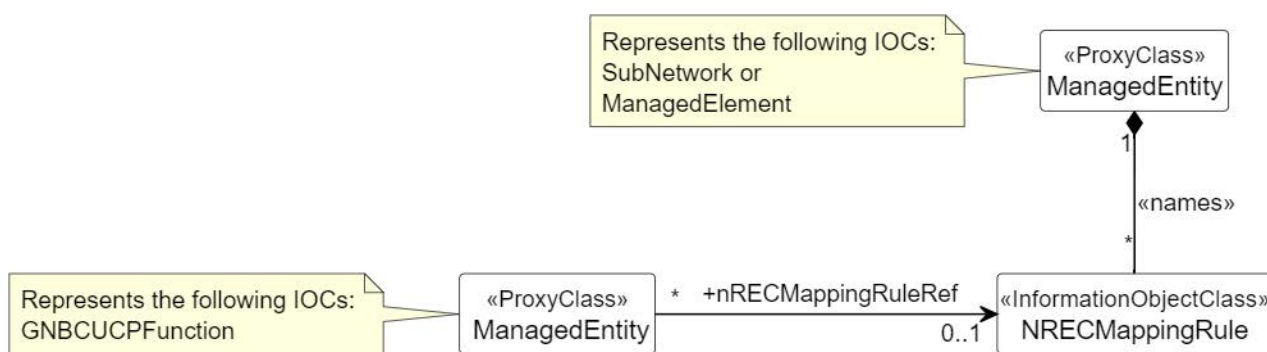 Represents the following IOCs:
SubNetwork or
ManagedElement
«ProxyClass»
ManagedEntity
1
«names»
*
Represents the following IOCs:
GNBCUCPFunction
«ProxyClass»
ManagedEntity
* +nRECMappingRuleRef
0..1
«InformationObjectClass»
NRECMappingRule